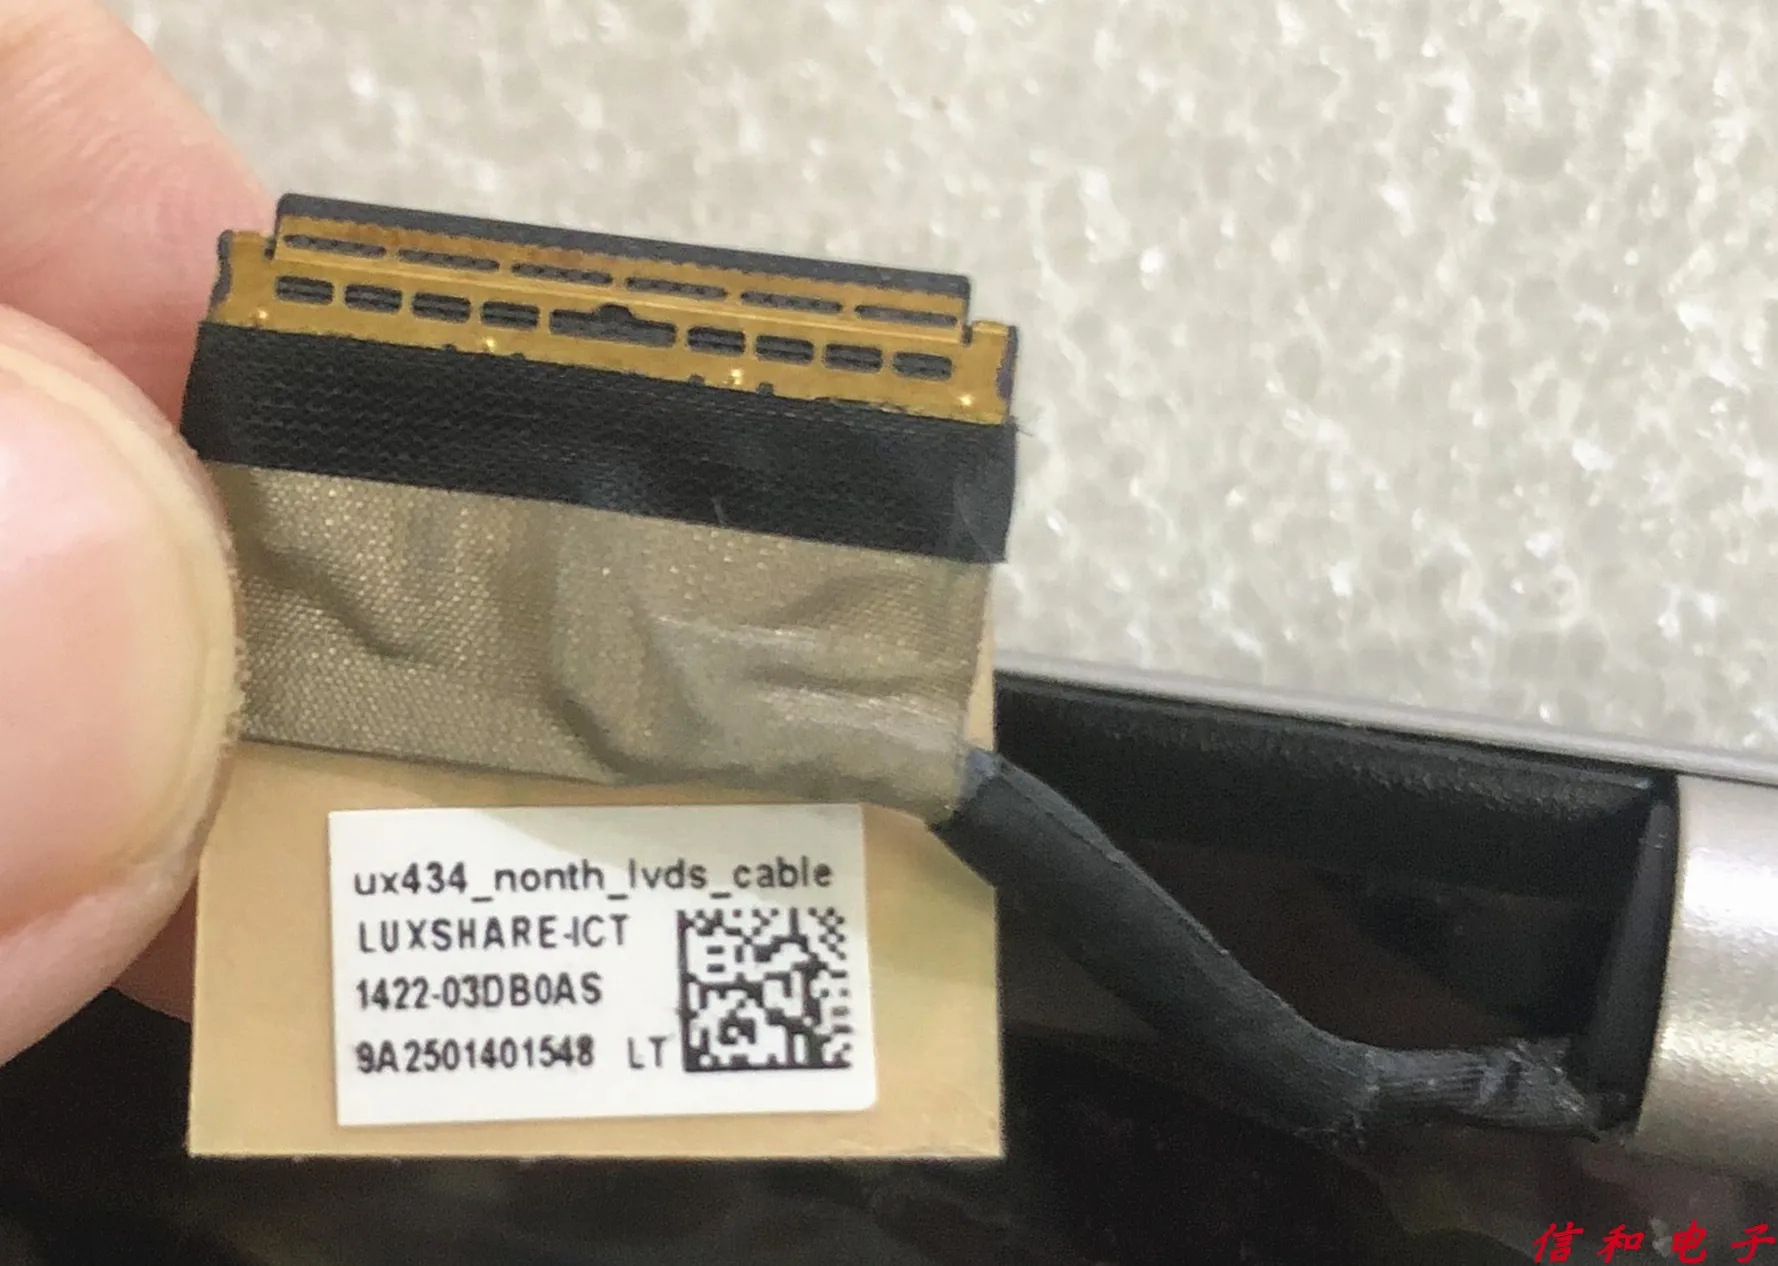 ux434_nonth_lvds_cable
LUXSHARE-ICT
1422-03DB0AS
9A2501401548 LT
信和电子